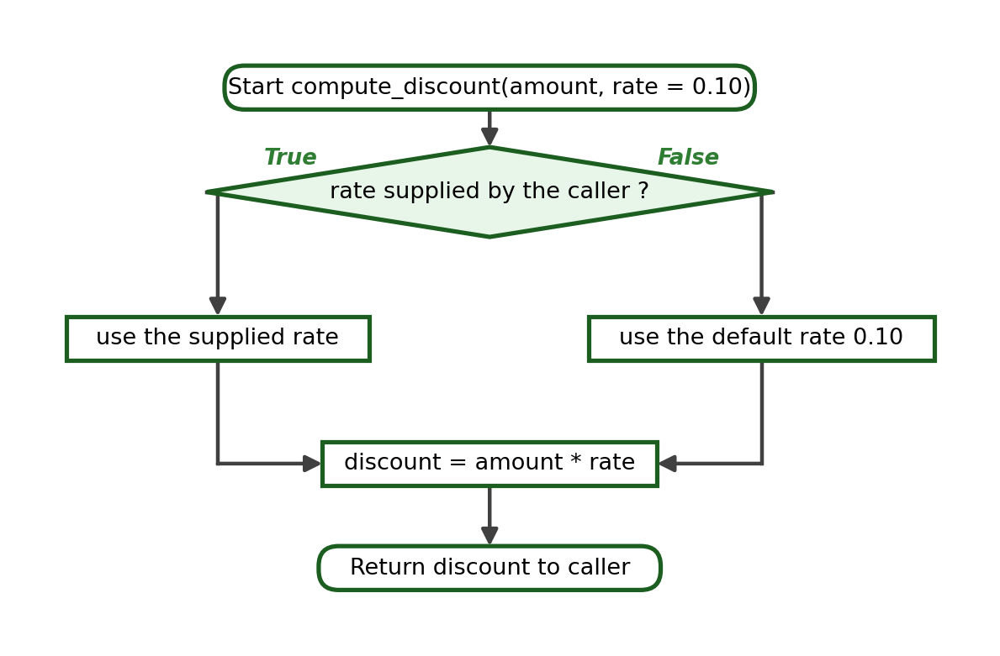 Start compute_discount(amount, rate = 0.10)
True
False
rate supplied by the caller ?
use the supplied rate
use the default rate 0.10
discount = amount * rate
Return discount to caller